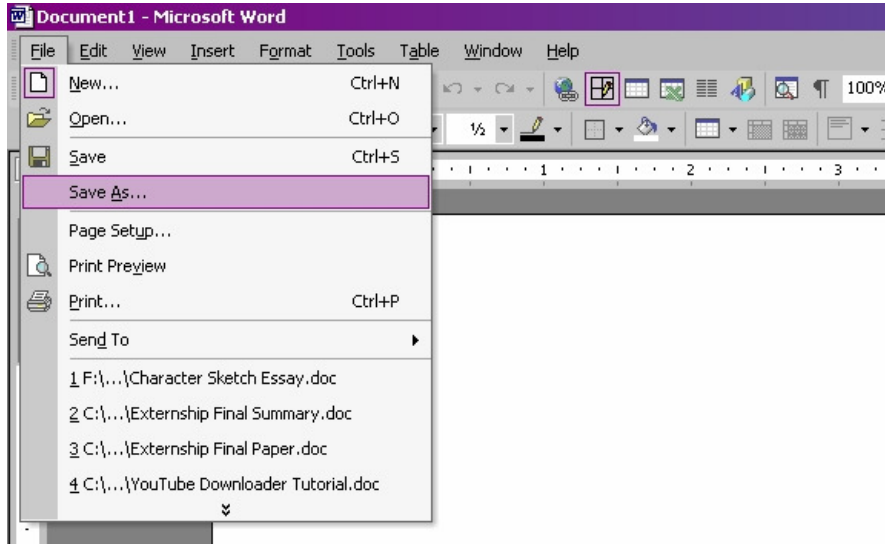 Document1 - Microsoft Word
File Edit View Insert Format Tools Table Window Help
New... Ctrl+N
100%
Open... Ctrl+O
½
Save Ctrl+S
1 2 3
Save As...
Page Setup...
Print Preview
Print... Ctrl+P
Send To
1 F:\...\Character Sketch Essay.doc
2 C:\...\Externship Final Summary.doc
3 C:\...\Externship Final Paper.doc
4 C:\...\YouTube Downloader Tutorial.doc